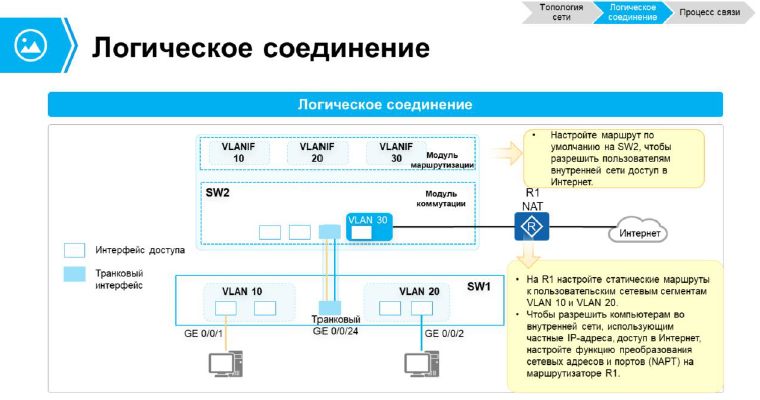 Топология
сети
Логическое
соединение
Процесс связи
Логическое соединение
Логическое соединение
VLANIF
10
VLANIF
20
VLANIF
30
Модуль
маршрутизации
• Настройте маршрут по
умолчанию на SW2, чтобы
разрешить пользователям
внутренней сети доступ в
Интернет.
SW2
Модуль
коммутации
R1
NAT
VLAN 30
R
Интернет
Интерфейс доступа
Транковый
интерфейс
VLAN 10
VLAN 20
SW1
Транковый
GE 0/0/24
GE 0/0/1
GE 0/0/2
• На R1 настройте статические маршруты
к пользовательским сетевым сегментам
VLAN 10 и VLAN 20.
• Чтобы разрешить компьютерам во
внутренней сети, использующим
частные IP-адреса, доступ в Интернет,
настройте функцию преобразования
сетевых адресов и портов (NAPT) на
маршрутизаторе R1.